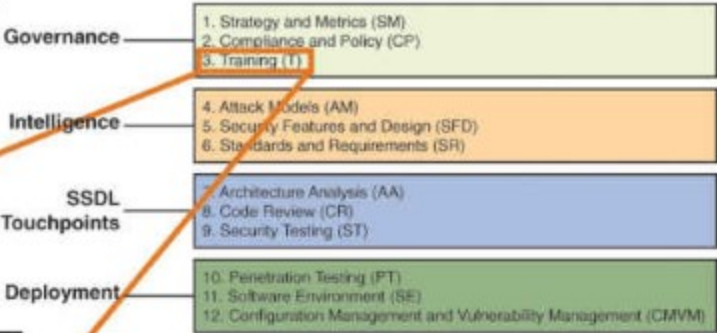 Governance
1. Strategy and Metrics (SM)
2. Compliance and Policy (CP)
3. Training (T)
Intelligence
4. Attack Models (AM)
5. Security Features and Design (SFD)
6. Standards and Requirements (SR)
SSDL
Touchpoints
7. Architecture Analysis (AA)
8. Code Review (CR)
9. Security Testing (ST)
Deployment
10. Penetration Testing (PT)
11. Software Environment (SE)
12. Configuration Management and Vulnerability Management (CMVM)